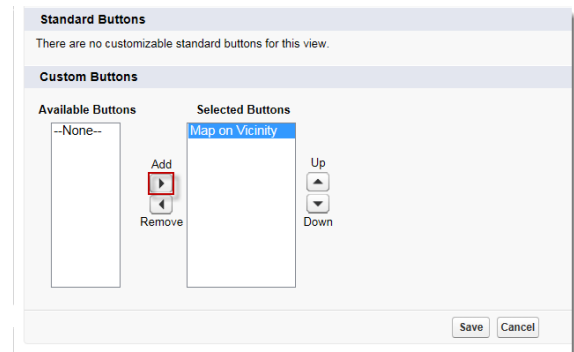 Standard Buttons
There are no customizable standard buttons for this view.
Custom Buttons
Available Buttons
Selected Buttons
--None--
Map on Vicinity
Add
Remove
Up
Down
Save
Cancel